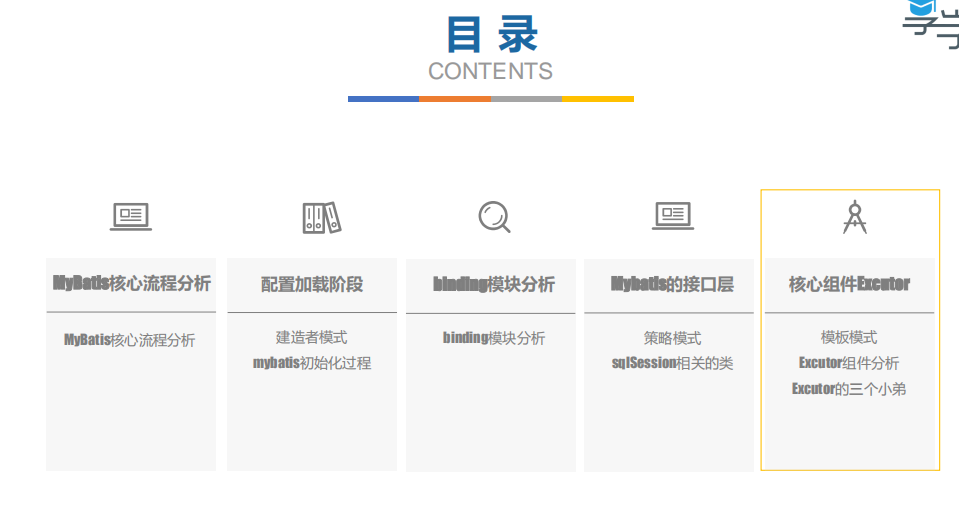 目 录
CONTENTS
MyBatis核心流程分析
MyBatis核心流程分析
配置加载阶段
建造者模式
mybatis初始化过程
binding模块分析
binding模块分析
Mybatis的接口层
策略模式
sqlSession相关的类
核心组件Excutor
模板模式
Excutor组件分析
Excutor的三个小弟